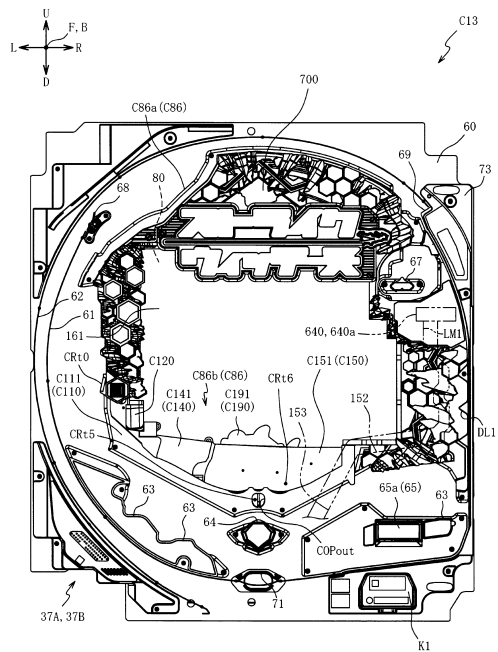 U
F, B
L
R
D
C13
700
C86a(C86)
60
69
73
80
68
67
62
61
640, 640a
LM1
161
CRt0
C120
C86b(C86)
C151(C150)
C111
(C110)
C141
(C140)
C191
(C190)
CRt6
153
152
DL1
CRt5
63
63
65a(65)
63
64
COPout
71
37A, 37B
K1